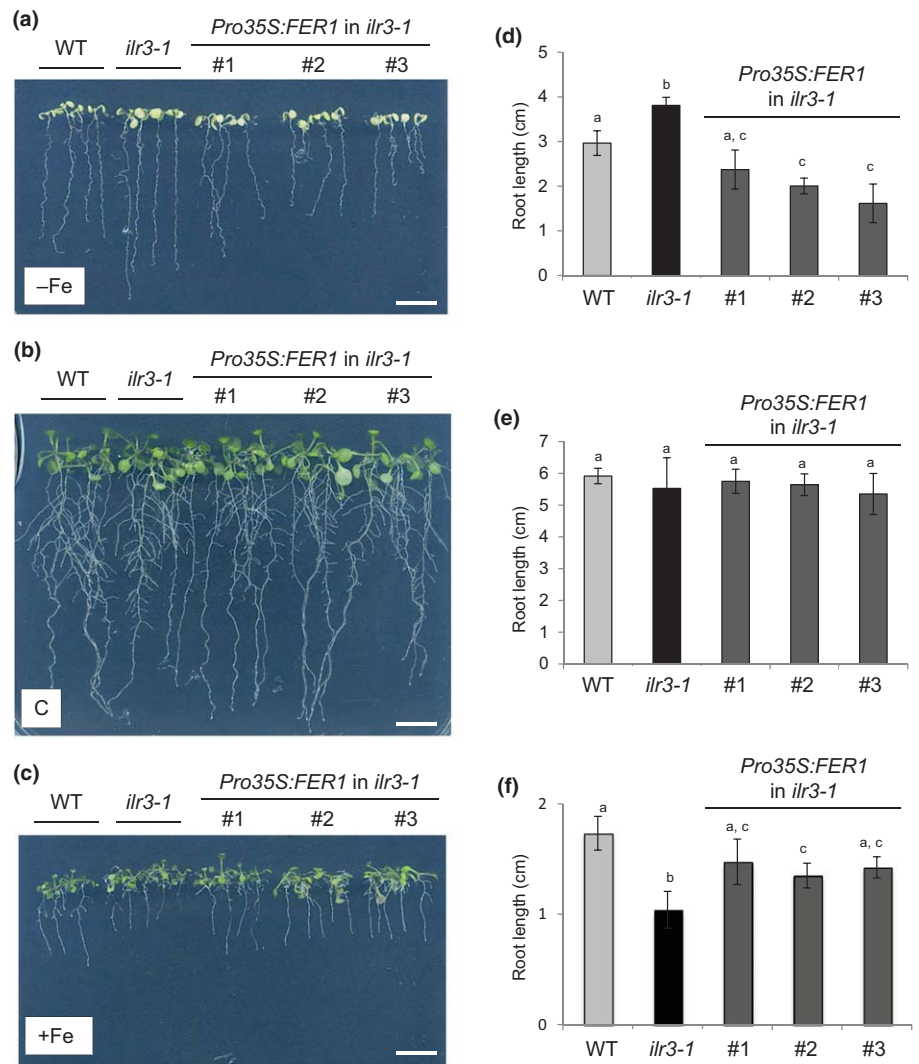 (a)
Pro35S:FER1 in ilr3-1
WT ilr3-1
#1 #2 #3
–Fe
(b)
Pro35S:FER1 in ilr3-1
WT ilr3-1
#1 #2 #3
C
(c)
Pro35S:FER1 in ilr3-1
WT ilr3-1
#1 #2 #3
+Fe
(d)
Root length (cm)
5
4
3
2
1
0
Pro35S:FER1
in ilr3-1
a b a, c c c
WT ilr3-1 #1 #2 #3
(e)
Root length (cm)
7
6
5
4
3
2
1
0
Pro35S:FER1
in ilr3-1
a a a a a
WT ilr3-1 #1 #2 #3
(f)
Root length (cm)
2
1
0
Pro35S:FER1
in ilr3-1
a b a, c c a, c
WT ilr3-1 #1 #2 #3